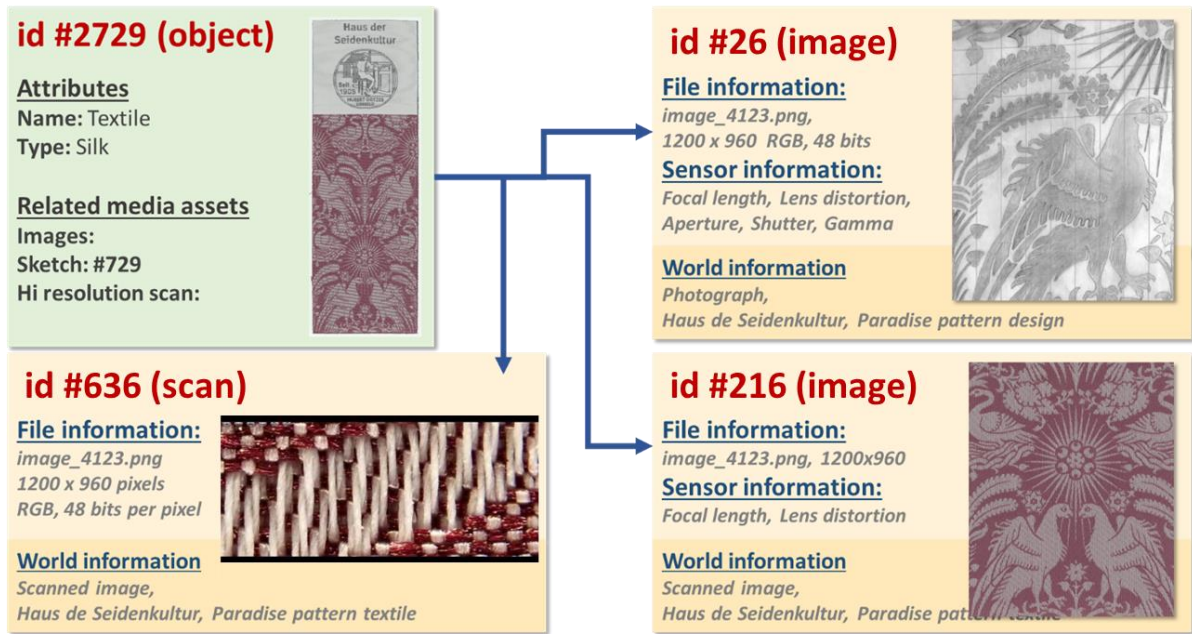 id #2729 (object)
Attributes
Name: Textile
Type: Silk
Related media assets
Images:
Sketch: #729
Hi resolution scan:
Haus der
Seidenkultur
Seit
1905
id #26 (image)
File information:
image_4123.png,
1200 x 960 RGB, 48 bits
Sensor information:
Focal length, Lens distortion,
Aperture, Shutter, Gamma
World information
Photograph,
Haus de Seidenkultur, Paradise pattern design
id #636 (scan)
File information:
image_4123.png
1200 x 960 pixels
RGB, 48 bits per pixel
World information
Scanned image,
Haus de Seidenkultur, Paradise pattern textile
id #216 (image)
File information:
image_4123.png, 1200x960
Sensor information:
Focal length, Lens distortion
World information
Scanned image,
Haus de Seidenkultur, Paradise pattern textile